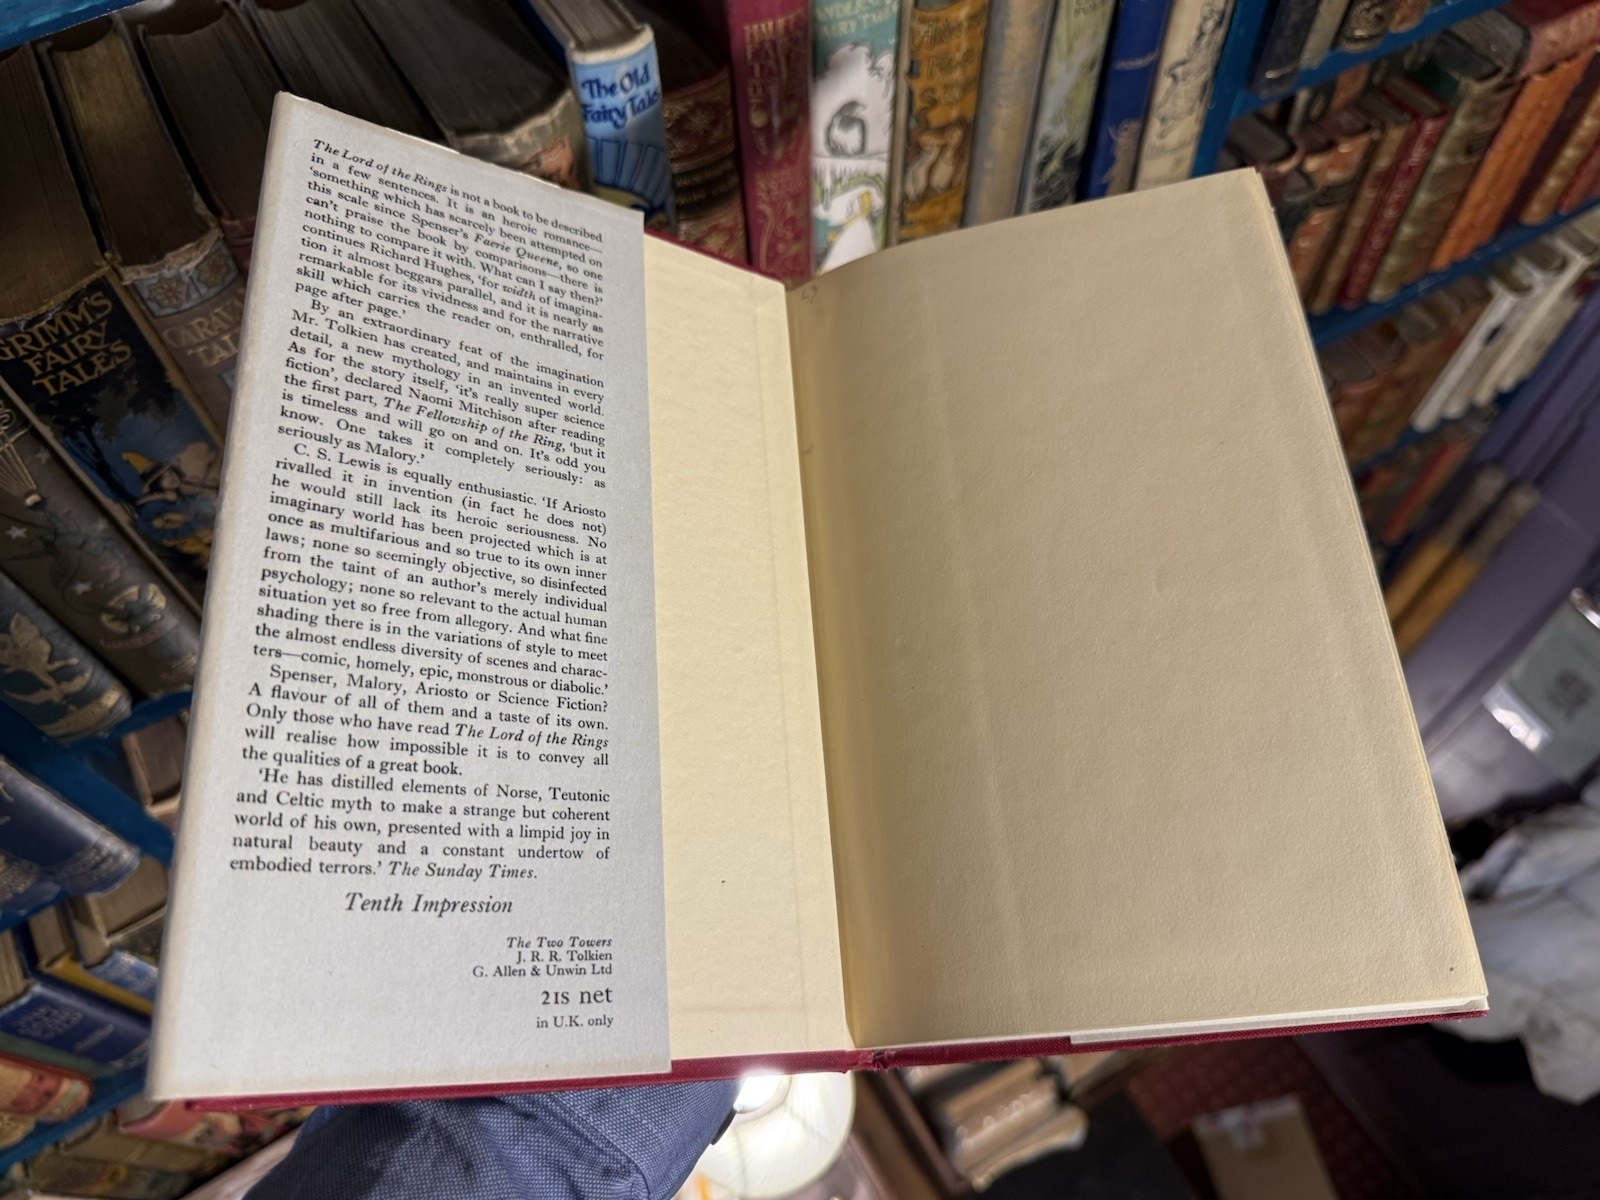 The Lord of the Rings is not a book to be described
in a few sentences. It is an heroic romance—
'something which has scarcely been attempted on
this scale since Spenser's Faerie Queene, so one
can't praise the book by comparisons—there is
nothing to compare it with. What can I say then?'
continues Richard Hughes, 'for width of imagina-
tion it almost beggars parallel, and it is nearly as
remarkable for its vividness and for the narrative
skill which carries the reader on, enthralled, for
page after page.'
By an extraordinary feat of the imagination
Mr. Tolkien has created, and maintains in every
detail, a new mythology in an invented world.
As for the story itself, 'it's really super science
fiction', declared Naomi Mitchison after reading
the first part, The Fellowship of the Ring, 'but it
is timeless and will go on and on. It's odd you
know. One takes it completely seriously: as
seriously as Malory.'
C. S. Lewis is equally enthusiastic. 'If Ariosto
rivalled it in invention (in fact he does not)
he would still lack its heroic seriousness. No
imaginary world has been projected which is at
once as multifarious and so true to its own inner
laws; none so seemingly objective, so disinfected
from the taint of an author's merely individual
psychology; none so relevant to the actual human
situation yet so free from allegory. And what fine
shading there is in the variations of style to meet
the almost endless diversity of scenes and charac-
ters—comic, homely, epic, monstrous or diabolic.'
Spenser, Malory, Ariosto or Science Fiction?
A flavour of all of them and a taste of its own.
Only those who have read The Lord of the Rings
will realise how impossible it is to convey all
the qualities of a great book.
'He has distilled elements of Norse, Teutonic
and Celtic myth to make a strange but coherent
world of his own, presented with a limpid joy in
natural beauty and a constant undertow of
embodied terrors.' The Sunday Times.
Tenth Impression
The Two Towers
J. R. R. Tolkien
G. Allen & Unwin Ltd
21s net
in U.K. only
The Old
Fairy Tales
GRIMM'S
FAIRY
TALES